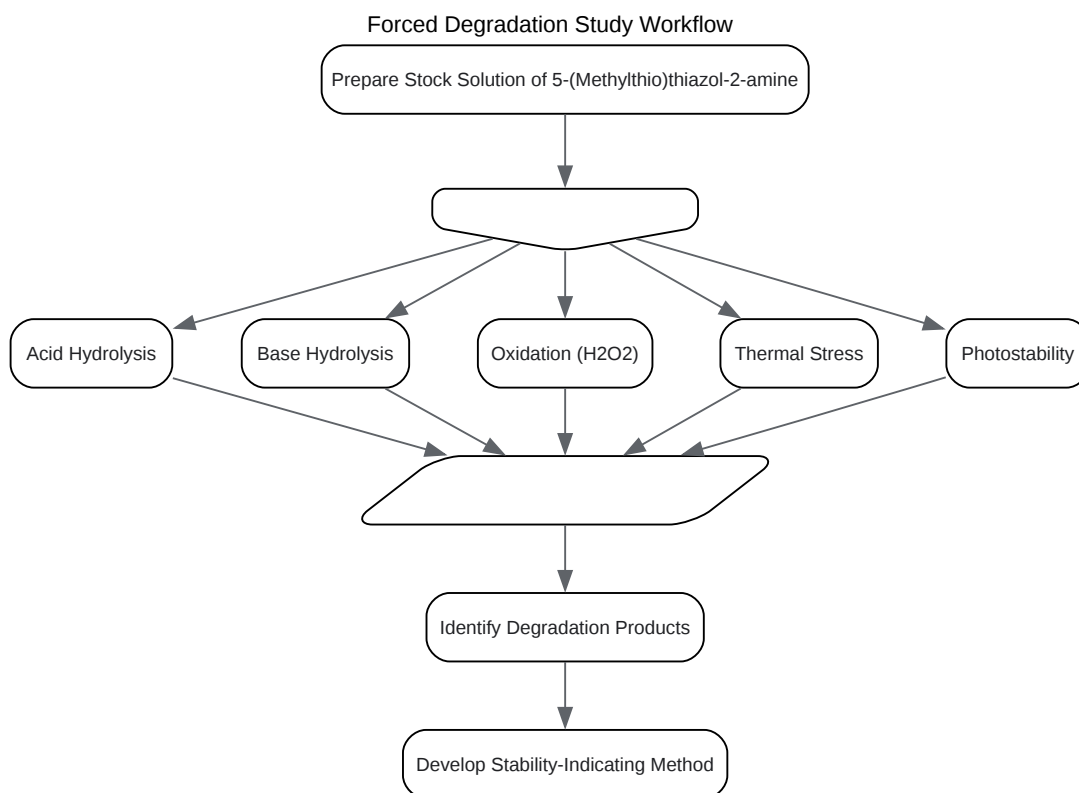 Forced Degradation Study Workflow
Prepare Stock Solution of 5-(Methylthio)thiazol-2-amine
Acid Hydrolysis
Base Hydrolysis
Oxidation (H2O2)
Thermal Stress
Photostability
Identify Degradation Products
Develop Stability-Indicating Method